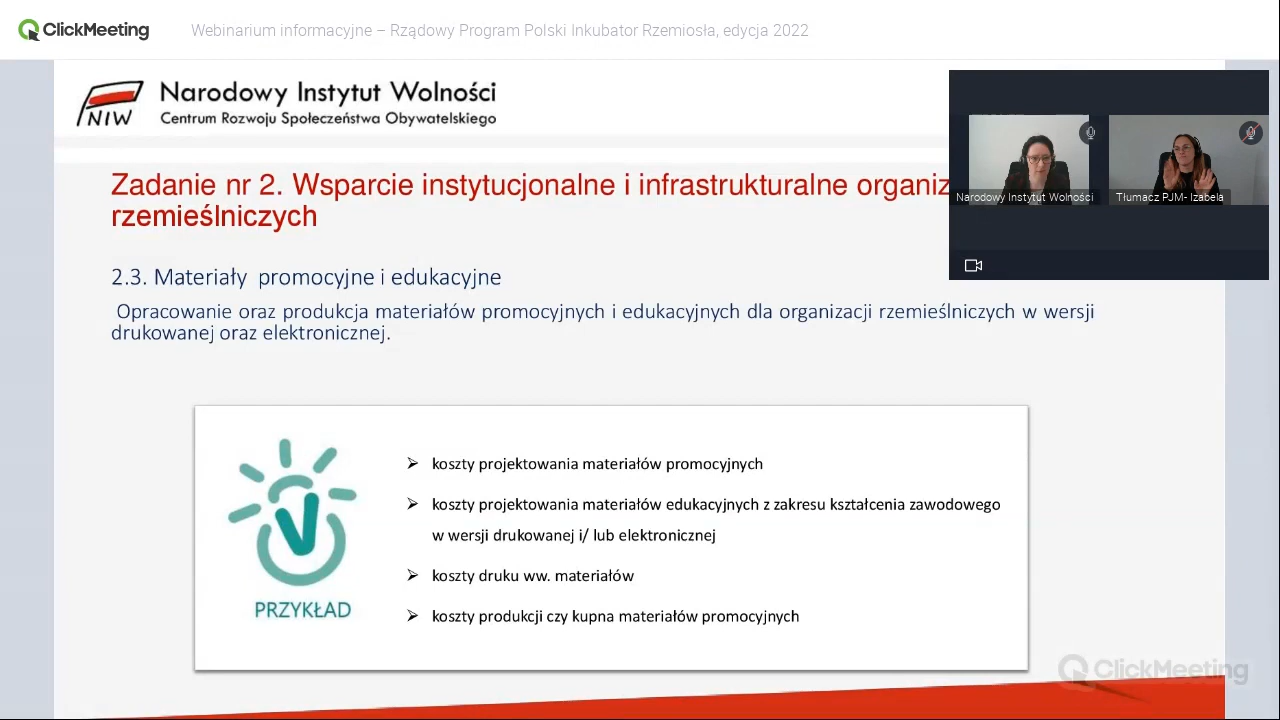 ClickMeeting
Webinarium informacyjne – Rządowy Program Polski Inkubator Rzemiosła, edycja 2022
NIW
Narodowy Instytut Wolności
Centrum Rozwoju Społeczeństwa Obywatelskiego
Narodowy Instytut Wolności
Tłumacz PJM- Izabela
Zadanie nr 2. Wsparcie instytucjonalne i infrastrukturalne organiz
rzemieślniczych
2.3. Materiały promocyjne i edukacyjne
Opracowanie oraz produkcja materiałów promocyjnych i edukacyjnych dla organizacji rzemieślniczych w wersji
drukowanej oraz elektronicznej.
PRZYKŁAD
koszty projektowania materiałów promocyjnych
koszty projektowania materiałów edukacyjnych z zakresu kształcenia zawodowego
w wersji drukowanej i/ lub elektronicznej
koszty druku ww. materiałów
koszty produkcji czy kupna materiałów promocyjnych
ClickMeeting